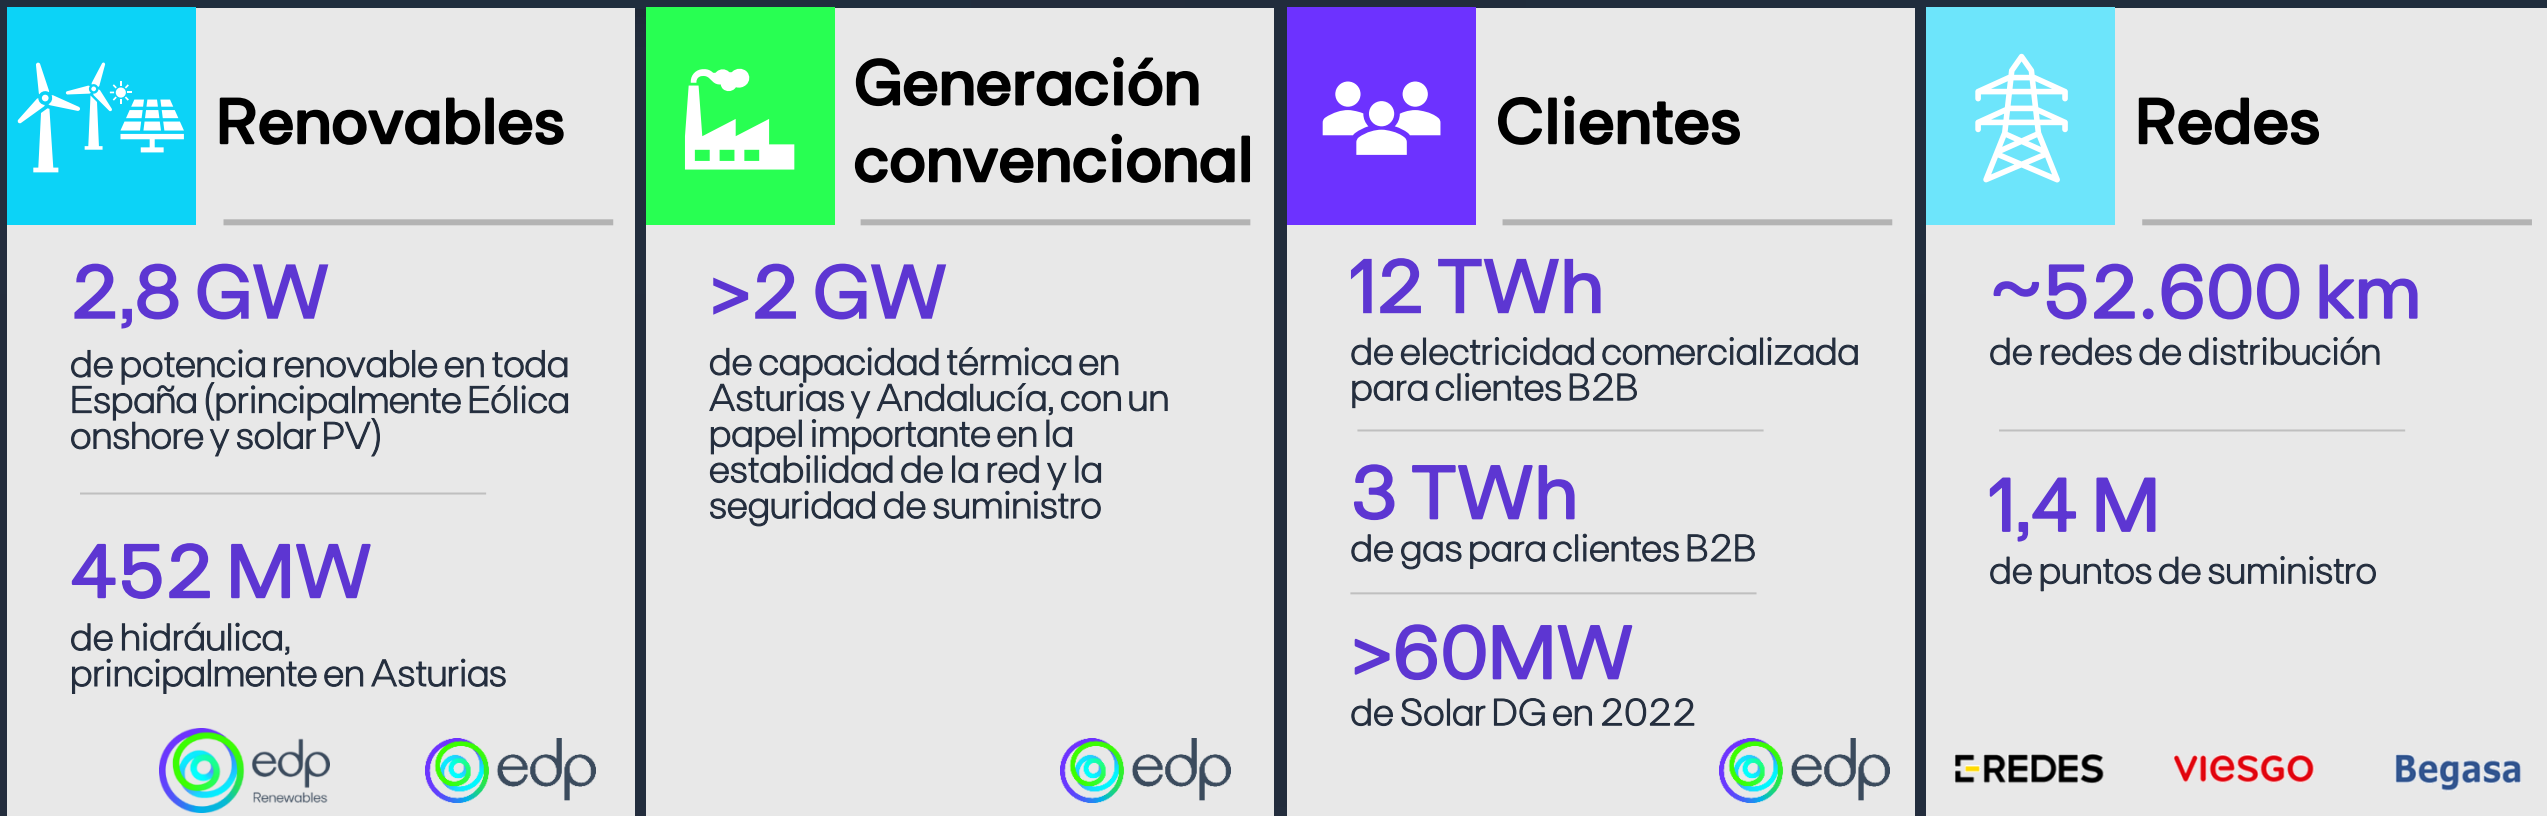 Renovables
2,8 GW
de potencia renovable en toda
España (principalmente Eólica
onshore y solar PV)
452 MW
de hidráulica,
principalmente en Asturias
edp
Renewables
edp
Generación
convencional
>2 GW
de capacidad térmica en
Asturias y Andalucía, con un
papel importante en la
estabilidad de la red y la
seguridad de suministro
edp
Clientes
12 TWh
de electricidad comercializada
para clientes B2B
3 TWh
de gas para clientes B2B
>60MW
de Solar DG en 2022
edp
Redes
~52.600 km
de redes de distribución
1,4 M
de puntos de suministro
E-REDES
viesgo
Begasa